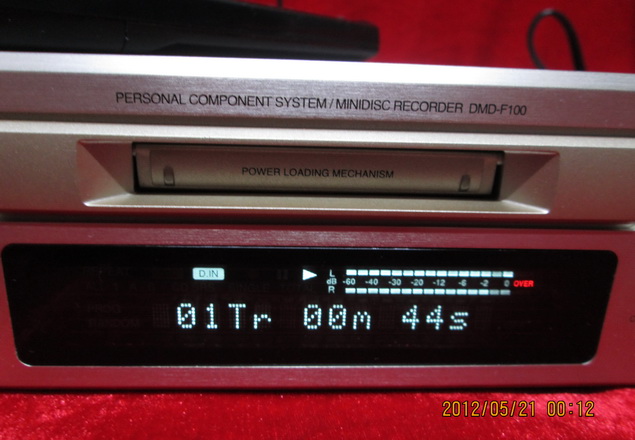 PERSONAL COMPONENT SYSTEM / MINIDISC RECORDER DMD-F100
POWER LOADING MECHANISM
D.IN
L
dB -60 -40 -30 -20 -12 -6 -2 0 OVER
R
01Tr 00m 44s
2012/05/21 00:12